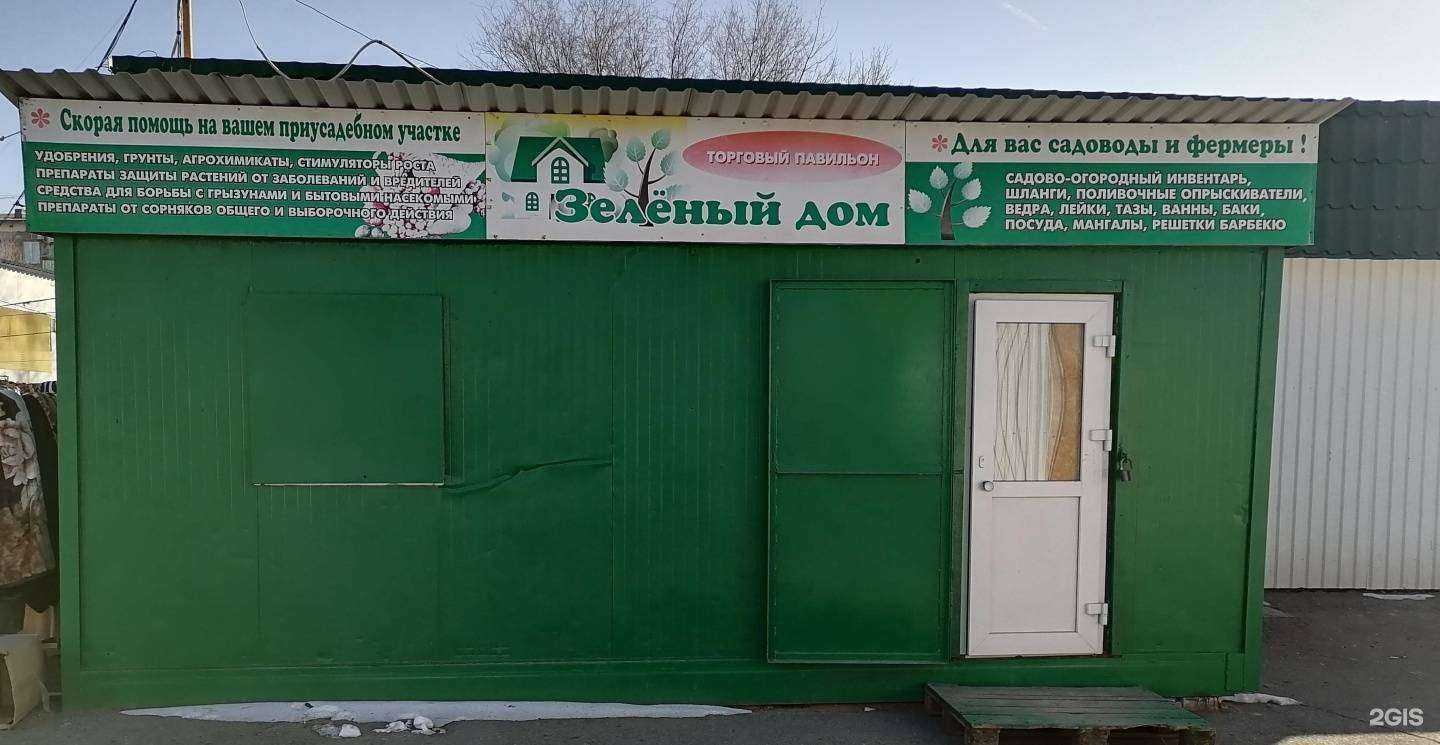 Скорая помощь на вашем приусадебном участке
УДОБРЕНИЯ, ГРУНТЫ, АГРОХИМИКАТЫ, СТИМУЛЯТОРЫ РОСТА
ПРЕПАРАТЫ ЗАЩИТЫ РАСТЕНИЙ ОТ ЗАБОЛЕВАНИЙ И ВРЕДИТЕЛЕЙ
СРЕДСТВА ДЛЯ БОРЬБЫ С ГРЫЗУНАМИ И БЫТОВЫМИ НАСЕКОМЫМИ
ПРЕПАРАТЫ ОТ СОРНЯКОВ ОБЩЕГО И ВЫБОРОЧНОГО ДЕЙСТВИЯ
ТОРГОВЫЙ ПАВИЛЬОН
Зелёный дом
Для вас садоводы и фермеры !
САДОВО-ОГОРОДНЫЙ ИНВЕНТАРЬ,
ШЛАНГИ, ПОЛИВОЧНЫЕ ОПРЫСКИВАТЕЛИ,
ВЕДРА, ЛЕЙКИ, ТАЗЫ, ВАННЫ, БАКИ,
ПОСУДА, МАНГАЛЫ, РЕШЕТКИ БАРБЕКЮ
2GIS